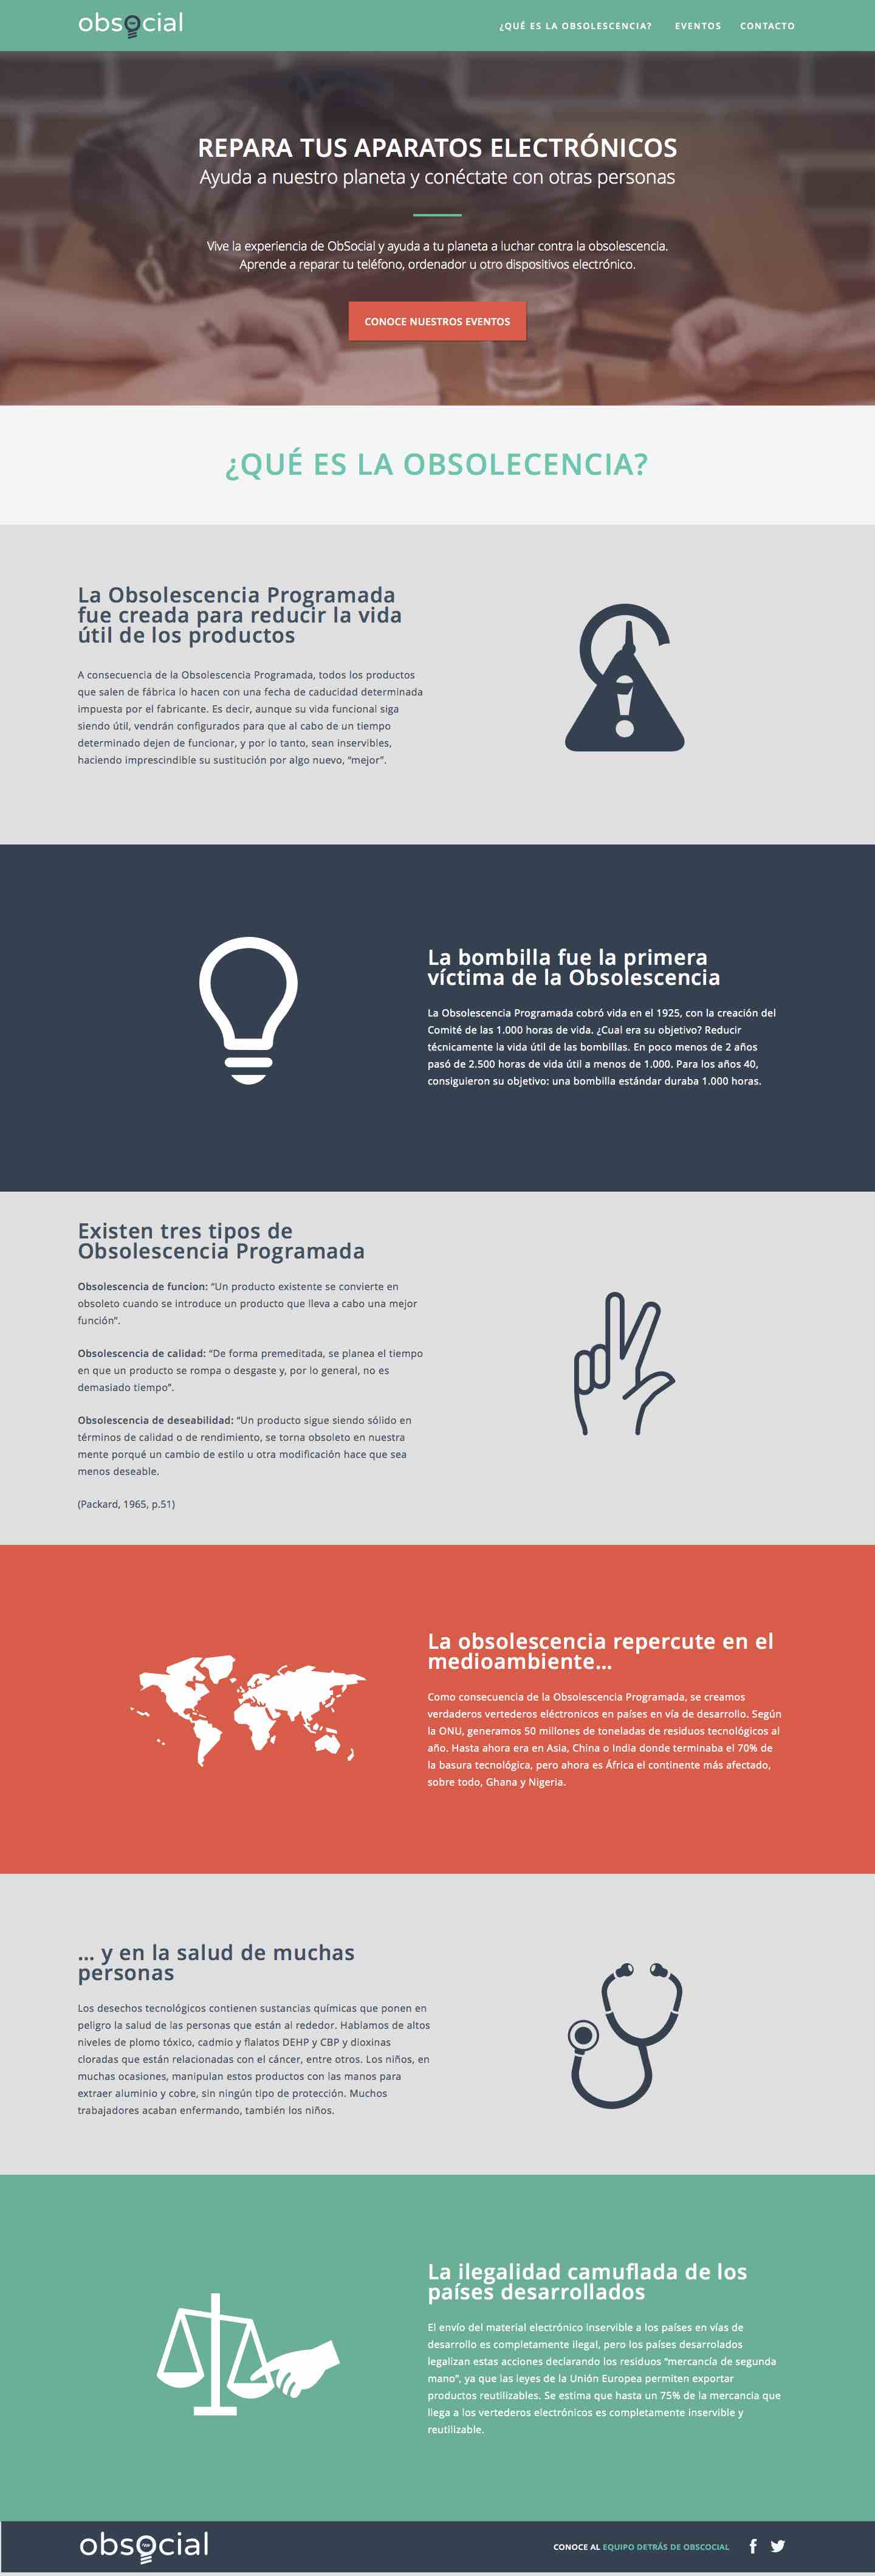 obsocial
¿QUÉ ES LA OBSOLESCENCIA? EVENTOS CONTACTO
REPARA TUS APARATOS ELECTRÓNICOS
Ayuda a nuestro planeta y conéctate con otras personas
Vive la experiencia de ObSocial y ayuda a tu planeta a luchar contra la obsolescencia.
Aprende a reparar tu teléfono, ordenador u otro dispositivos electrónico.
CONOCE NUESTROS EVENTOS
¿QUÉ ES LA OBSOLECENCIA?
La Obsolescencia Programada
fue creada para reducir la vida
útil de los productos
A consecuencia de la Obsolescencia Programada, todos los productos
que salen de fábrica lo hacen con una fecha de caducidad determinada
impuesta por el fabricante. Es decir, aunque su vida funcional siga
siendo útil, vendrán configurados para que al cabo de un tiempo
determinado dejen de funcionar, y por lo tanto, sean inservibles,
haciendo imprescindible su sustitución por algo nuevo, “mejor”.
La bombilla fue la primera
víctima de la Obsolescencia
La Obsolescencia Programada cobró vida en el 1925, con la creación del
Comité de las 1.000 horas de vida. ¿Cual era su objetivo? Reducir
técnicamente la vida útil de las bombillas. En poco menos de 2 años
pasó de 2.500 horas de vida útil a menos de 1.000. Para los años 40,
consiguieron su objetivo: una bombilla estándar duraba 1.000 horas.
Existen tres tipos de
Obsolescencia Programada
Obsolescencia de funcion: “Un producto existente se convierte en
obsoleto cuando se introduce un producto que lleva a cabo una mejor
función”.
Obsolescencia de calidad: “De forma premeditada, se planea el tiempo
en que un producto se rompa o desgaste y, por lo general, no es
demasiado tiempo”.
Obsolescencia de deseabilidad: “Un producto sigue siendo sólido en
términos de calidad o de rendimiento, se torna obsoleto en nuestra
mente porqué un cambio de estilo u otra modificación hace que sea
menos deseable.
(Packard, 1965, p.51)
La obsolescencia repercute en el
medioambiente...
Como consecuencia de la Obsolescencia Programada, se creamos
verdaderos vertederos eléctronicos en países en vía de desarrollo. Según
la ONU, generamos 50 millones de toneladas de residuos tecnológicos al
año. Hasta ahora era en Asia, China o India donde terminaba el 70% de
la basura tecnológica, pero ahora es África el continente más afectado,
sobre todo, Ghana y Nigeria.
... y en la salud de muchas
personas
Los desechos tecnológicos contienen sustancias químicas que ponen en
peligro la salud de las personas que están al rededor. Hablamos de altos
niveles de plomo tóxico, cadmio y flalatos DEHP y CBP y dioxinas
cloradas que están relacionadas con el cáncer, entre otros. Los niños, en
muchas ocasiones, manipulan estos productos con las manos para
extraer aluminio y cobre, sin ningún tipo de protección. Muchos
trabajadores acaban enfermando, también los niños.
La ilegalidad camuflada de los
países desarrollados
El envío del material electrónico inservible a los países en vías de
desarrollo es completamente ilegal, pero los países desarrolados
legalizan estas acciones declarando los residuos “mercancía de segunda
mano”, ya que las leyes de la Unión Europea permiten exportar
productos reutilizables. Se estima que hasta un 75% de la mercancía que
llega a los vertederos electrónicos es completamente inservible y
reutilizable.
obsocial
CONOCE AL EQUIPO DETRÁS DE OBSCOCIAL